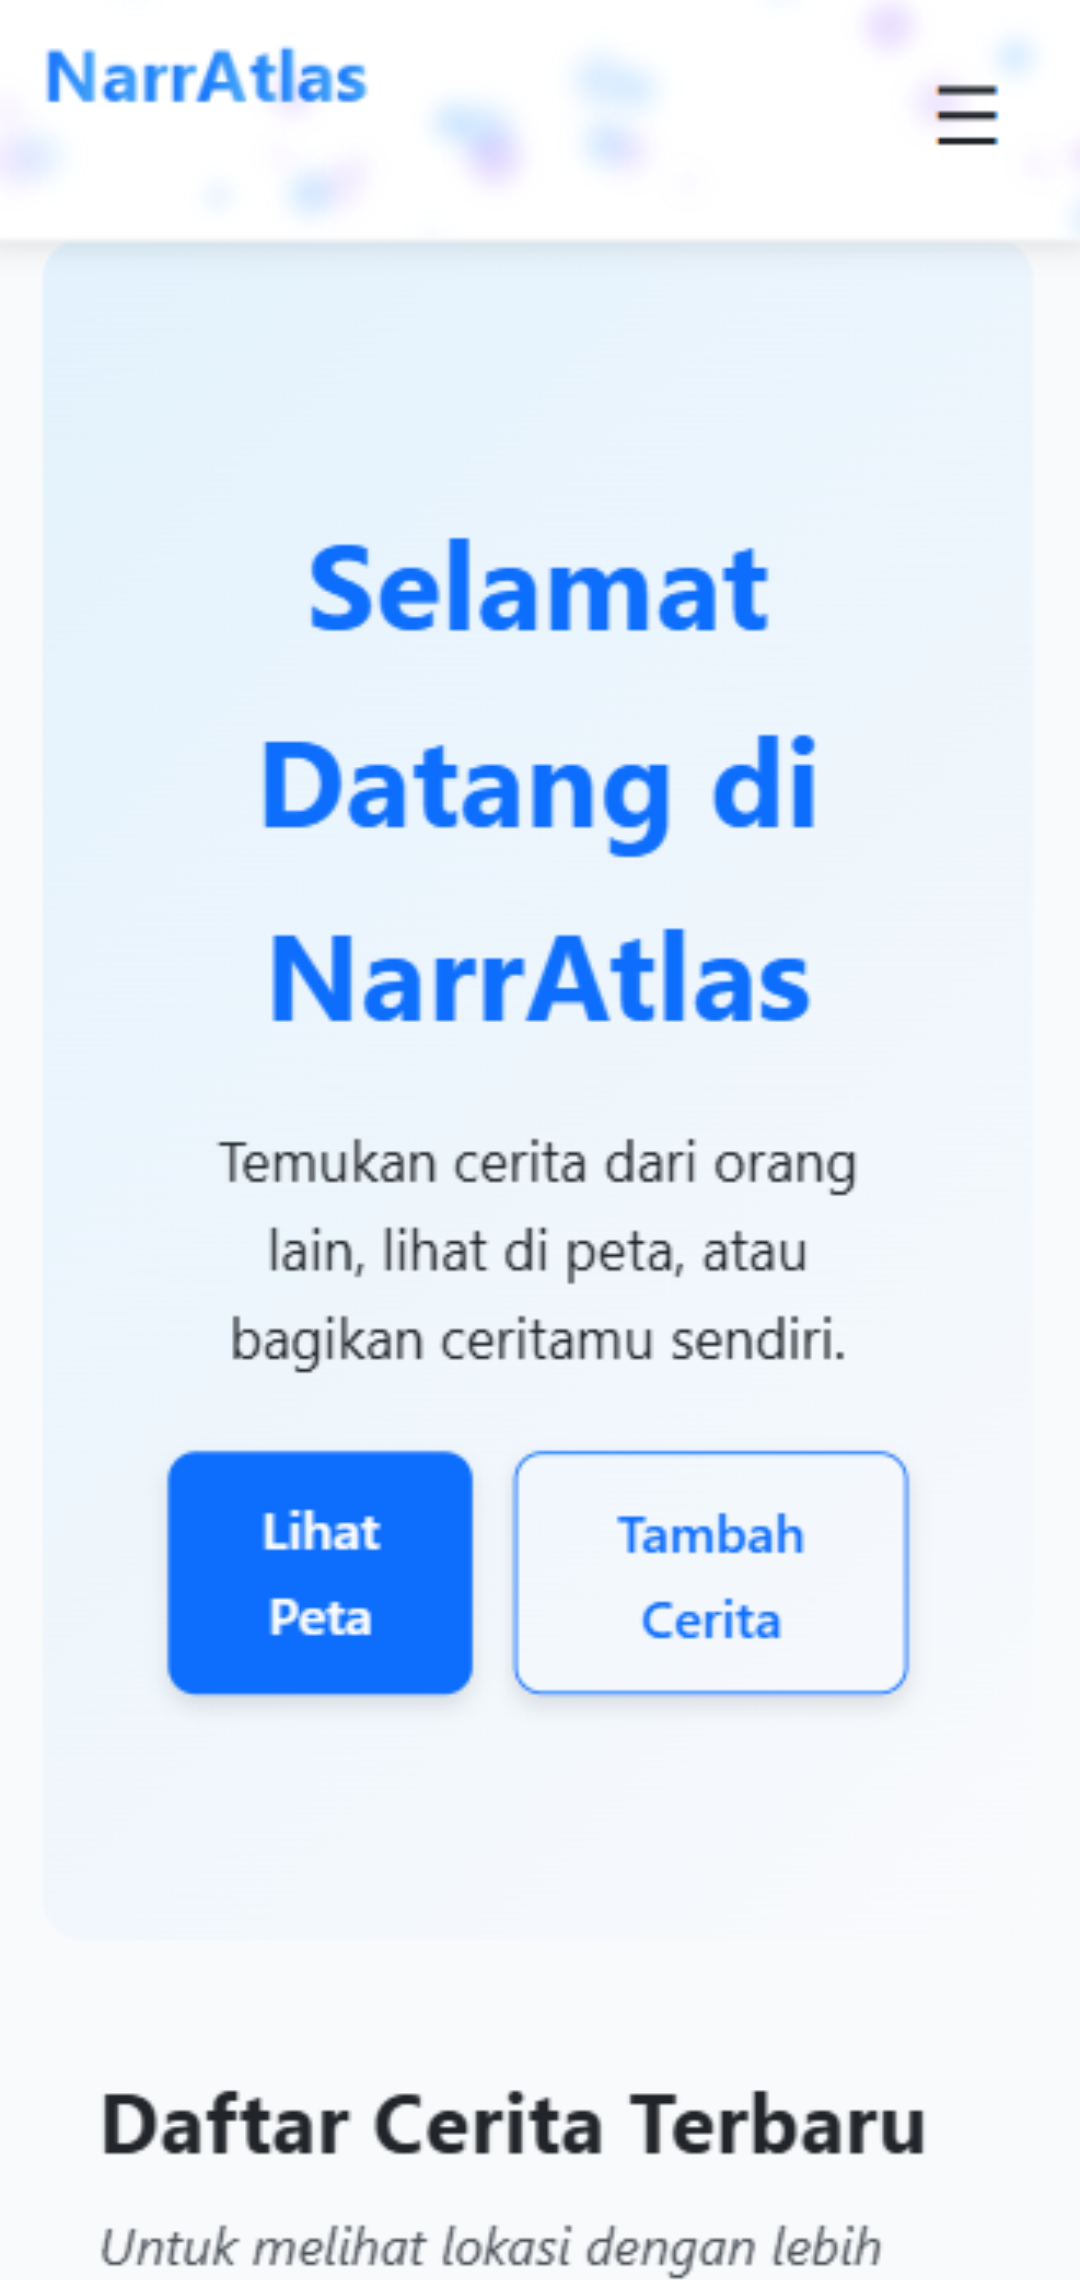 NarrAtlas
Selamat
Datang di
NarrAtlas
Temukan cerita dari orang
lain, lihat di peta, atau
bagikan ceritamu sendiri.
Lihat
Peta
Tambah
Cerita
Daftar Cerita Terbaru
Untuk melihat lokasi dengan lebih